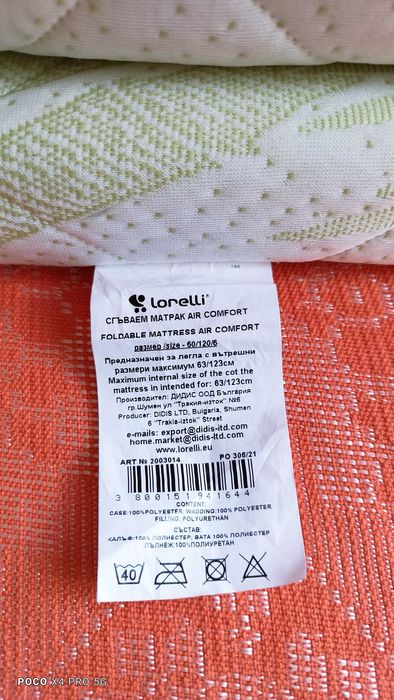 195
lorelli®
СГЪВАЕМ МАТРАК AIR COMFORT
FOLDABLE MATTRESS AIR COMFORT
размер /size - 60/120/5
Предназначен за легла с вътрешни
размери максимум 63/123см
Maximum internal size of the cot the
mattress in intended for: 63/123cm
Производител: ДИДИС ООД България
гр.Шумен ул "Тракия-изток" №6
Producer: DIDIS LTD, Bulgaria, Shumen
6 "Trakia-Iztok" Street
e-mails: export@didis-ltd.com
home.market@didis-ltd.com
www.lorelli.eu
ART № 2003014 PO 306/21
3 800151 941644
CONTENT:
CASE:100%POLYESTER; WADDING:100% POLYESTER
FILLING: POLYURETHAN
СЪСТАВ:
КАЛЪФ:100% ПОЛИЕСТЕР; ВАТА 100% ПОЛИЕСТЕР
ПЪЛНЕЖ:100%ПОЛИУРЕТАН
40
POCO X4 PRO 5G